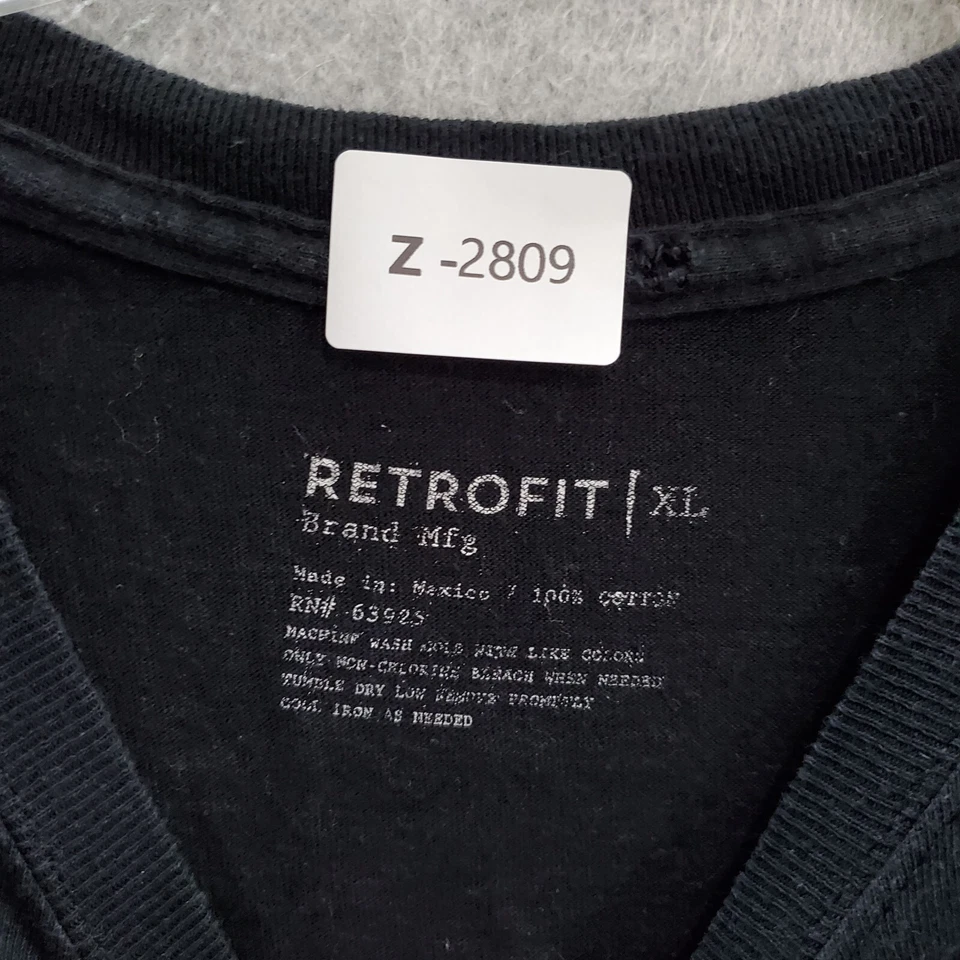 Z -2809
RETROFIT | XL
Brand Mfg
Made in: Mexico / 100% COTTON
RN# 63925
MACHINE WASH COLD WITH LIKE COLORS
ONLY NON-CHLORINE BLEACH WHEN NEEDED
TUMBLE DRY LOW REMOVE PROMPTLY
COOL IRON AS NEEDED